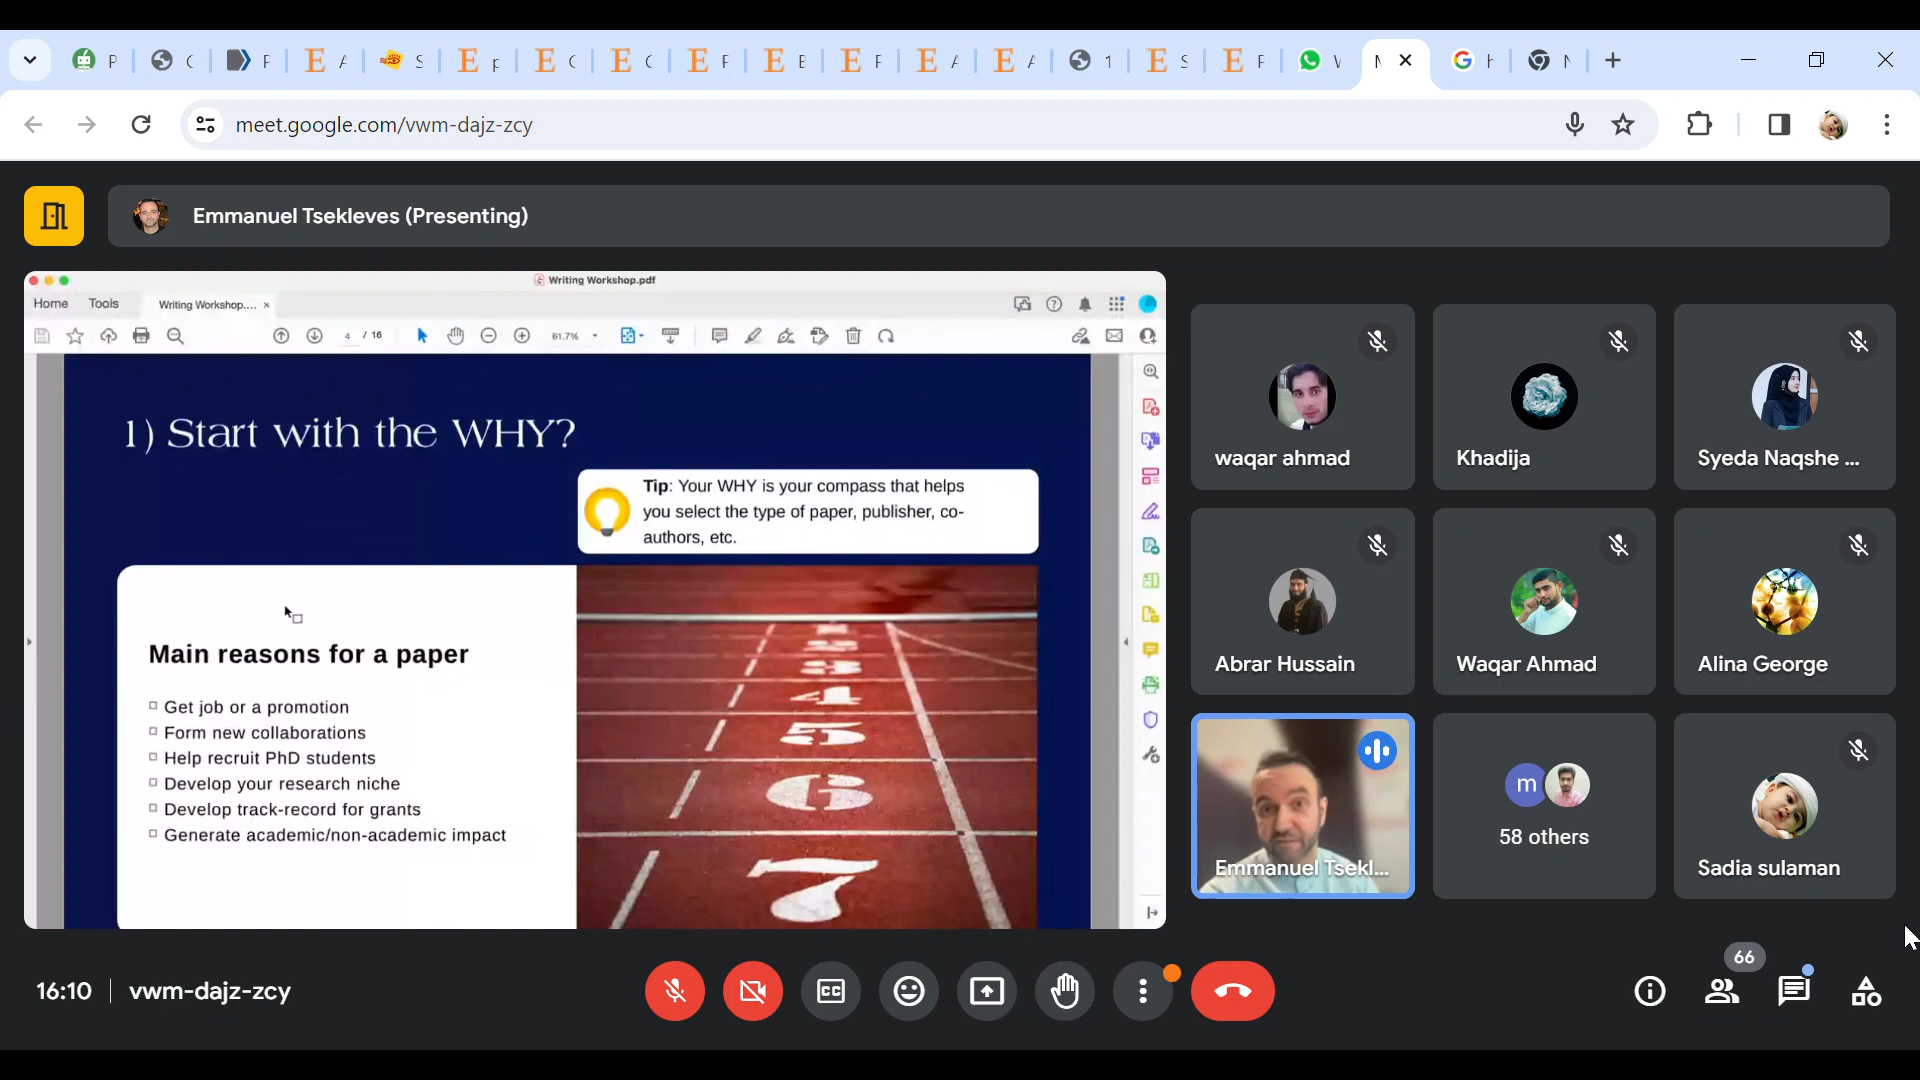 meet.google.com/vwm-dajz-zcy
Emmanuel Tsekleves (Presenting)
Writing Workshop.pdf
Home Tools Writing Workshop....
4 / 16 61.7%
1) Start with the WHY?
Tip: Your WHY is your compass that helps
you select the type of paper, publisher, co-
authors, etc.
Main reasons for a paper
Get job or a promotion
Form new collaborations
Help recruit PhD students
Develop your research niche
Develop track-record for grants
Generate academic/non-academic impact
4
5
6
7
waqar ahmad
Khadija
Syeda Naqshe ...
Abrar Hussain
Waqar Ahmad
Alina George
Emmanuel Tsekl...
m
58 others
Sadia sulaman
16:10 vwm-dajz-zcy
CC
66